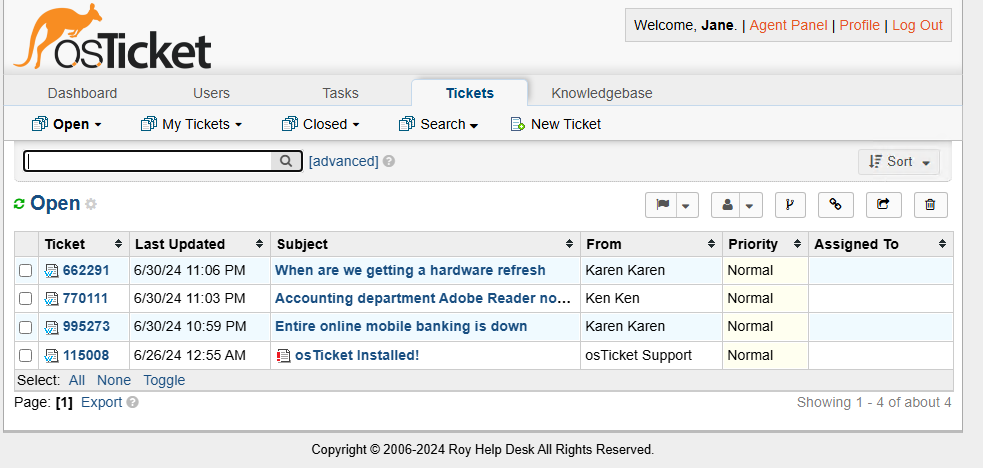 osTicket
Welcome, Jane. | Agent Panel | Profile | Log Out
Dashboard Users Tasks Tickets Knowledgebase
Open My Tickets Closed Search New Ticket
[advanced] ? Sort
Open
Ticket Last Updated Subject From Priority Assigned To
662291 6/30/24 11:06 PM When are we getting a hardware refresh Karen Karen Normal
770111 6/30/24 11:03 PM Accounting department Adobe Reader no... Ken Ken Normal
995273 6/30/24 10:59 PM Entire online mobile banking is down Karen Karen Normal
115008 6/26/24 12:55 AM osTicket Installed! osTicket Support Normal
Select: All None Toggle
Page: [1] Export ? Showing 1 - 4 of about 4
Copyright © 2006-2024 Roy Help Desk All Rights Reserved.